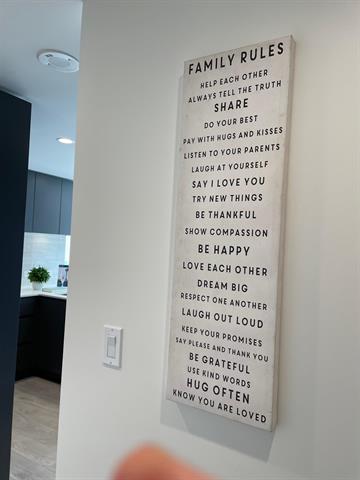 FAMILY RULES
HELP EACH OTHER
ALWAYS TELL THE TRUTH
SHARE
DO YOUR BEST
PAY WITH HUGS AND KISSES
LISTEN TO YOUR PARENTS
LAUGH AT YOURSELF
SAY I LOVE YOU
TRY NEW THINGS
BE THANKFUL
SHOW COMPASSION
BE HAPPY
LOVE EACH OTHER
DREAM BIG
RESPECT ONE ANOTHER
LAUGH OUT LOUD
KEEP YOUR PROMISES
SAY PLEASE AND THANK YOU
BE GRATEFUL
USE KIND WORDS
HUG OFTEN
KNOW YOU ARE LOVED